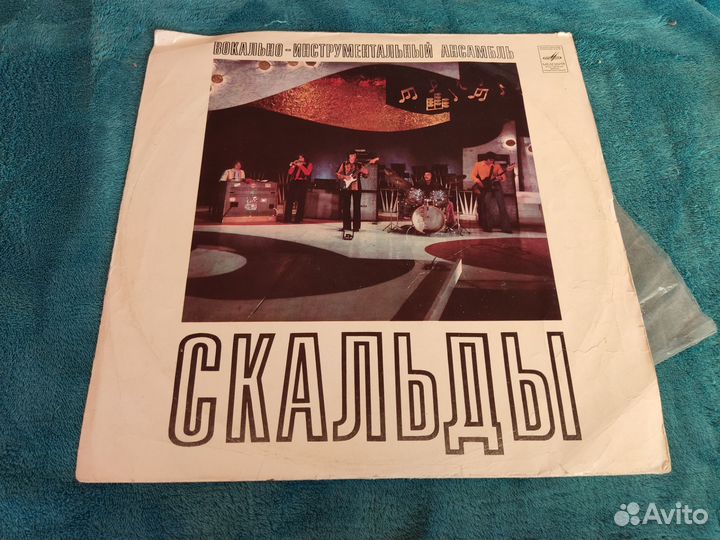 ВОКАЛЬНО-ИНСТРУМЕНТАЛЬНЫЙ АНСАМБЛЬ
СКАЛЬДЫ
Avito